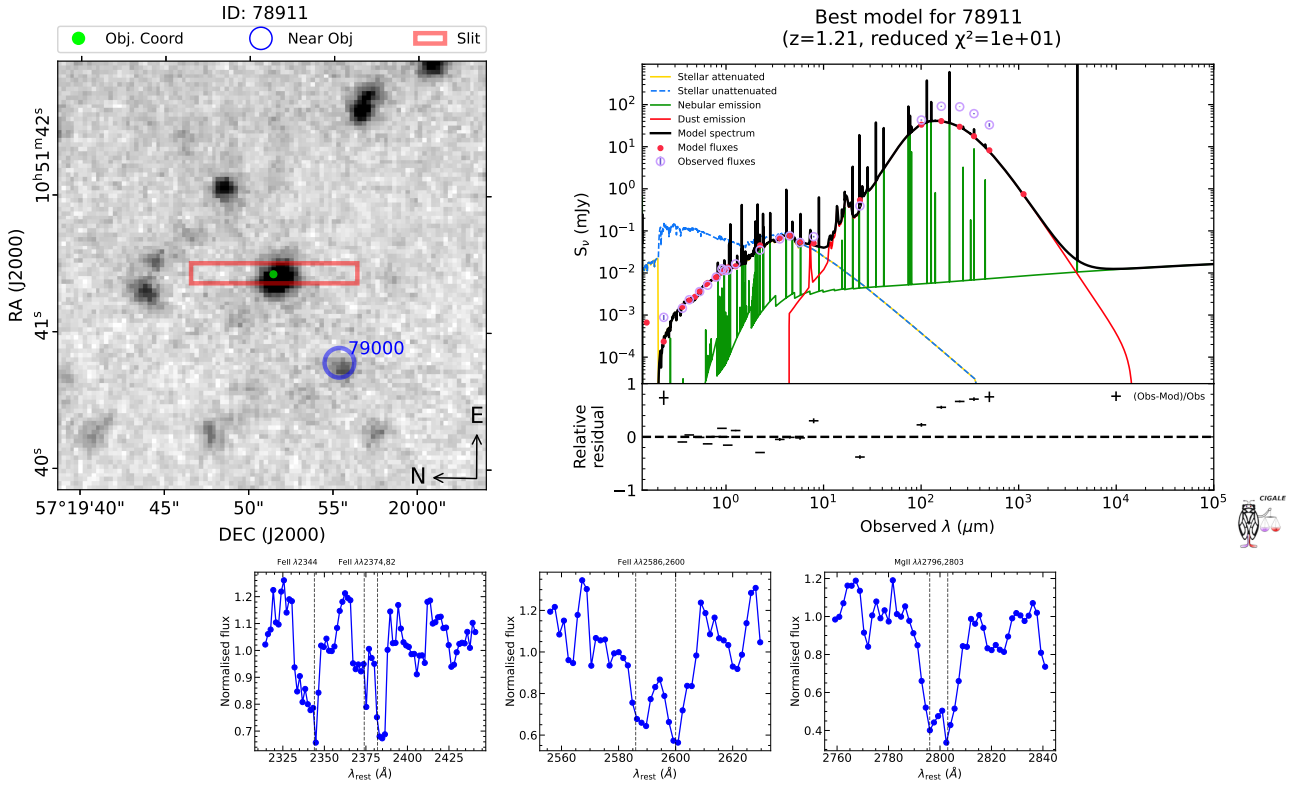 ID: 78911
Obj. Coord
Near Obj
Slit
RA (J2000)
10ʰ51ᵐ42ˢ
41ˢ
40ˢ
79000
E
N
57°19'40"
45"
50"
55"
20'00"
DEC (J2000)
Best model for 78911
(z=1.21, reduced χ²=1e+01)
Stellar attenuated
Stellar unattenuated
Nebular emission
Dust emission
Model spectrum
Model fluxes
Observed fluxes
Sᵥ (mJy)
10²
10¹
10⁰
10⁻¹
10⁻²
10⁻³
10⁻⁴
1
0
−1
Relative
residual
(Obs-Mod)/Obs
10⁰
10¹
10²
10³
10⁴
10⁵
Observed λ (μm)
CIGALE
FeII λ2344
FeII λλ2374,82
Normalised flux
1.2
1.1
1.0
0.9
0.8
0.7
2325
2350
2375
2400
2425
λrest (Å)
FeII λλ2586,2600
Normalised flux
1.2
1.0
0.8
0.6
2560
2580
2600
2620
λrest (Å)
MgII λλ2796,2803
Normalised flux
1.2
1.0
0.8
0.6
0.4
2760
2780
2800
2820
2840
λrest (Å)